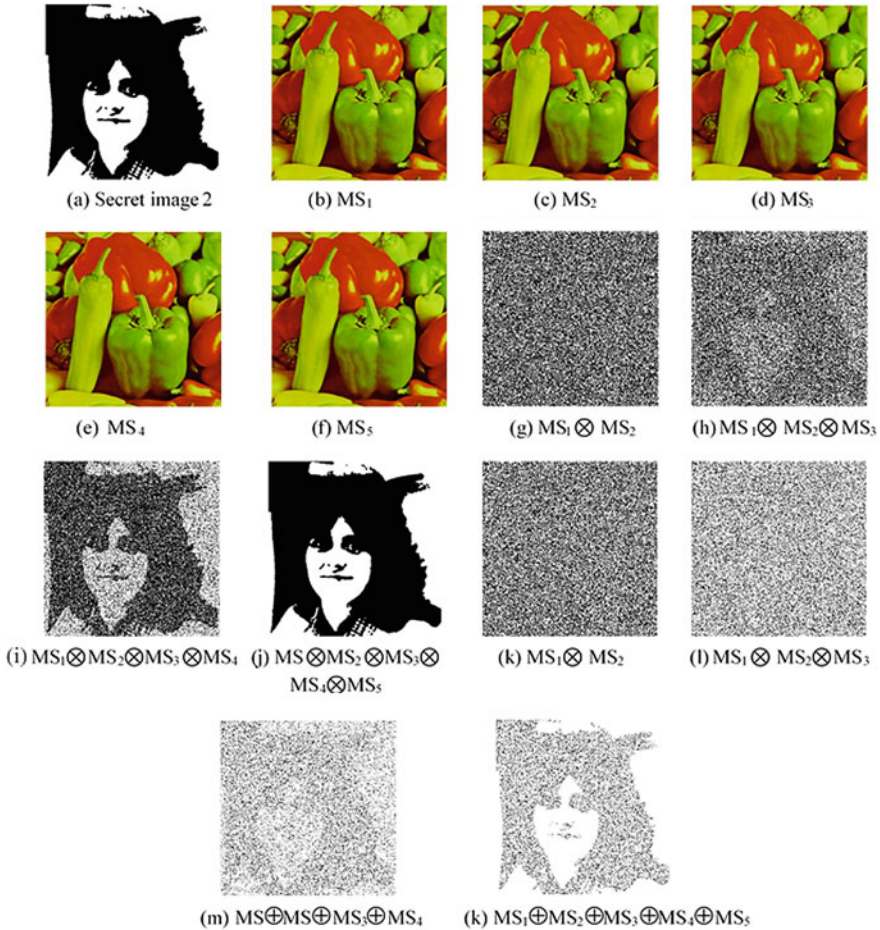 (a) Secret image 2
(b) MS₁
(c) MS₂
(d) MS₃
(e) MS₄
(f) MS₅
(g) MS₁⊗ MS₂
(h) MS₁⊗ MS₂⊗MS₃
(i) MS₁⊗MS₂⊗MS₃⊗MS₄
(j) MS⊗MS₂⊗MS₃⊗
MS₄⊗MS₅
(k) MS₁⊗ MS₂
(l) MS₁⊗ MS₂⊗MS₃
(m) MS⊕MS⊕MS₃⊕MS₄
(k) MS₁⊕MS₂⊕MS₃⊕MS₄⊕MS₅